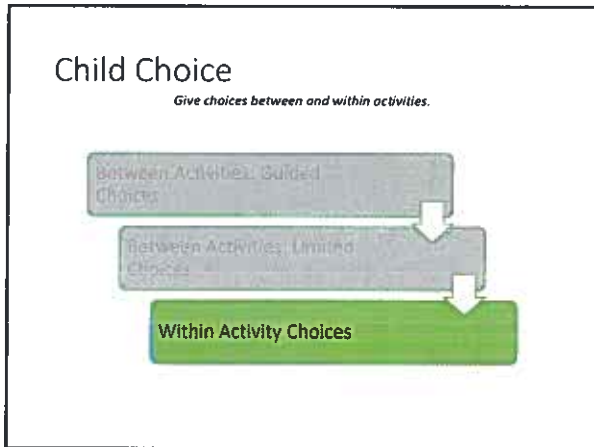 Child Choice
Give choices between and within activities.
Between Activities: Guided
Choices
Between Activities: Limited
Choices
Within Activity Choices